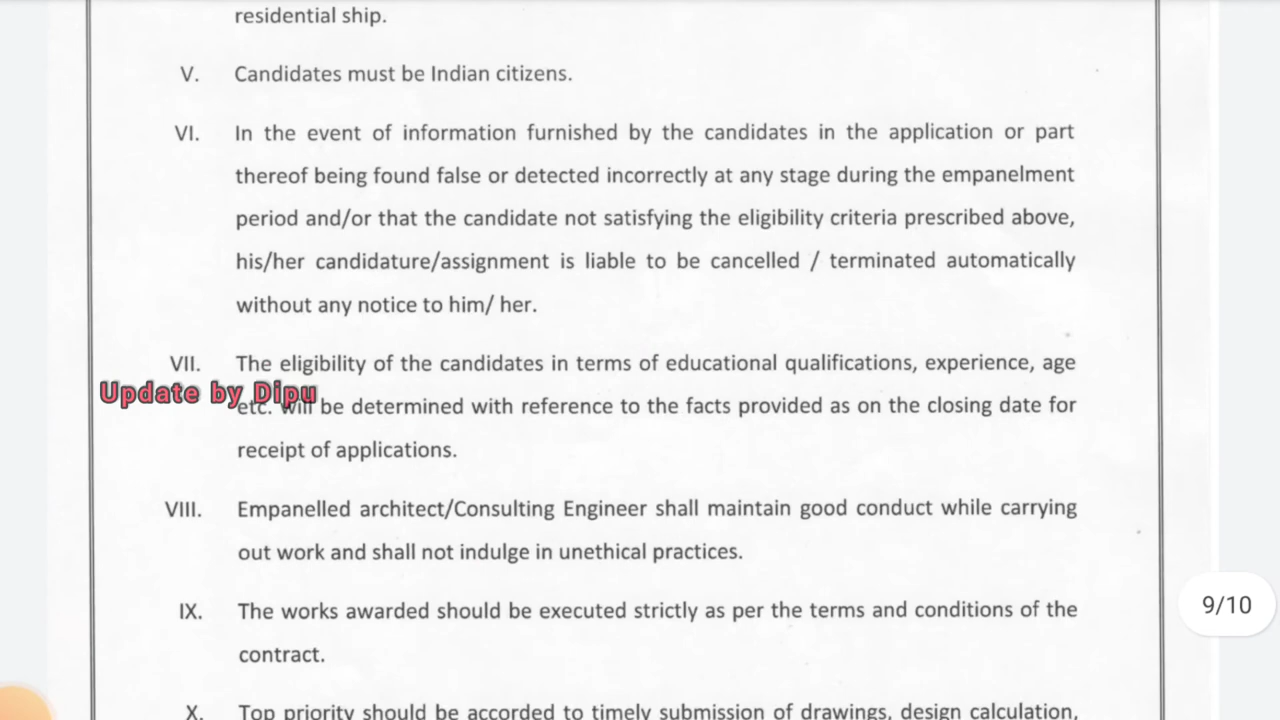 residential ship.
V. Candidates must be Indian citizens.
VI. In the event of information furnished by the candidates in the application or part
thereof being found false or detected incorrectly at any stage during the empanelment
period and/or that the candidate not satisfying the eligibility criteria prescribed above,
his/her candidature/assignment is liable to be cancelled / terminated automatically
without any notice to him/ her.
VII. The eligibility of the candidates in terms of educational qualifications, experience, age
Update by Dipu
etc. will be determined with reference to the facts provided as on the closing date for
receipt of applications.
VIII. Empanelled architect/Consulting Engineer shall maintain good conduct while carrying
out work and shall not indulge in unethical practices.
IX. The works awarded should be executed strictly as per the terms and conditions of the
9/10
contract.
X. Top priority should be accorded to timely submission of drawings, design calculation,